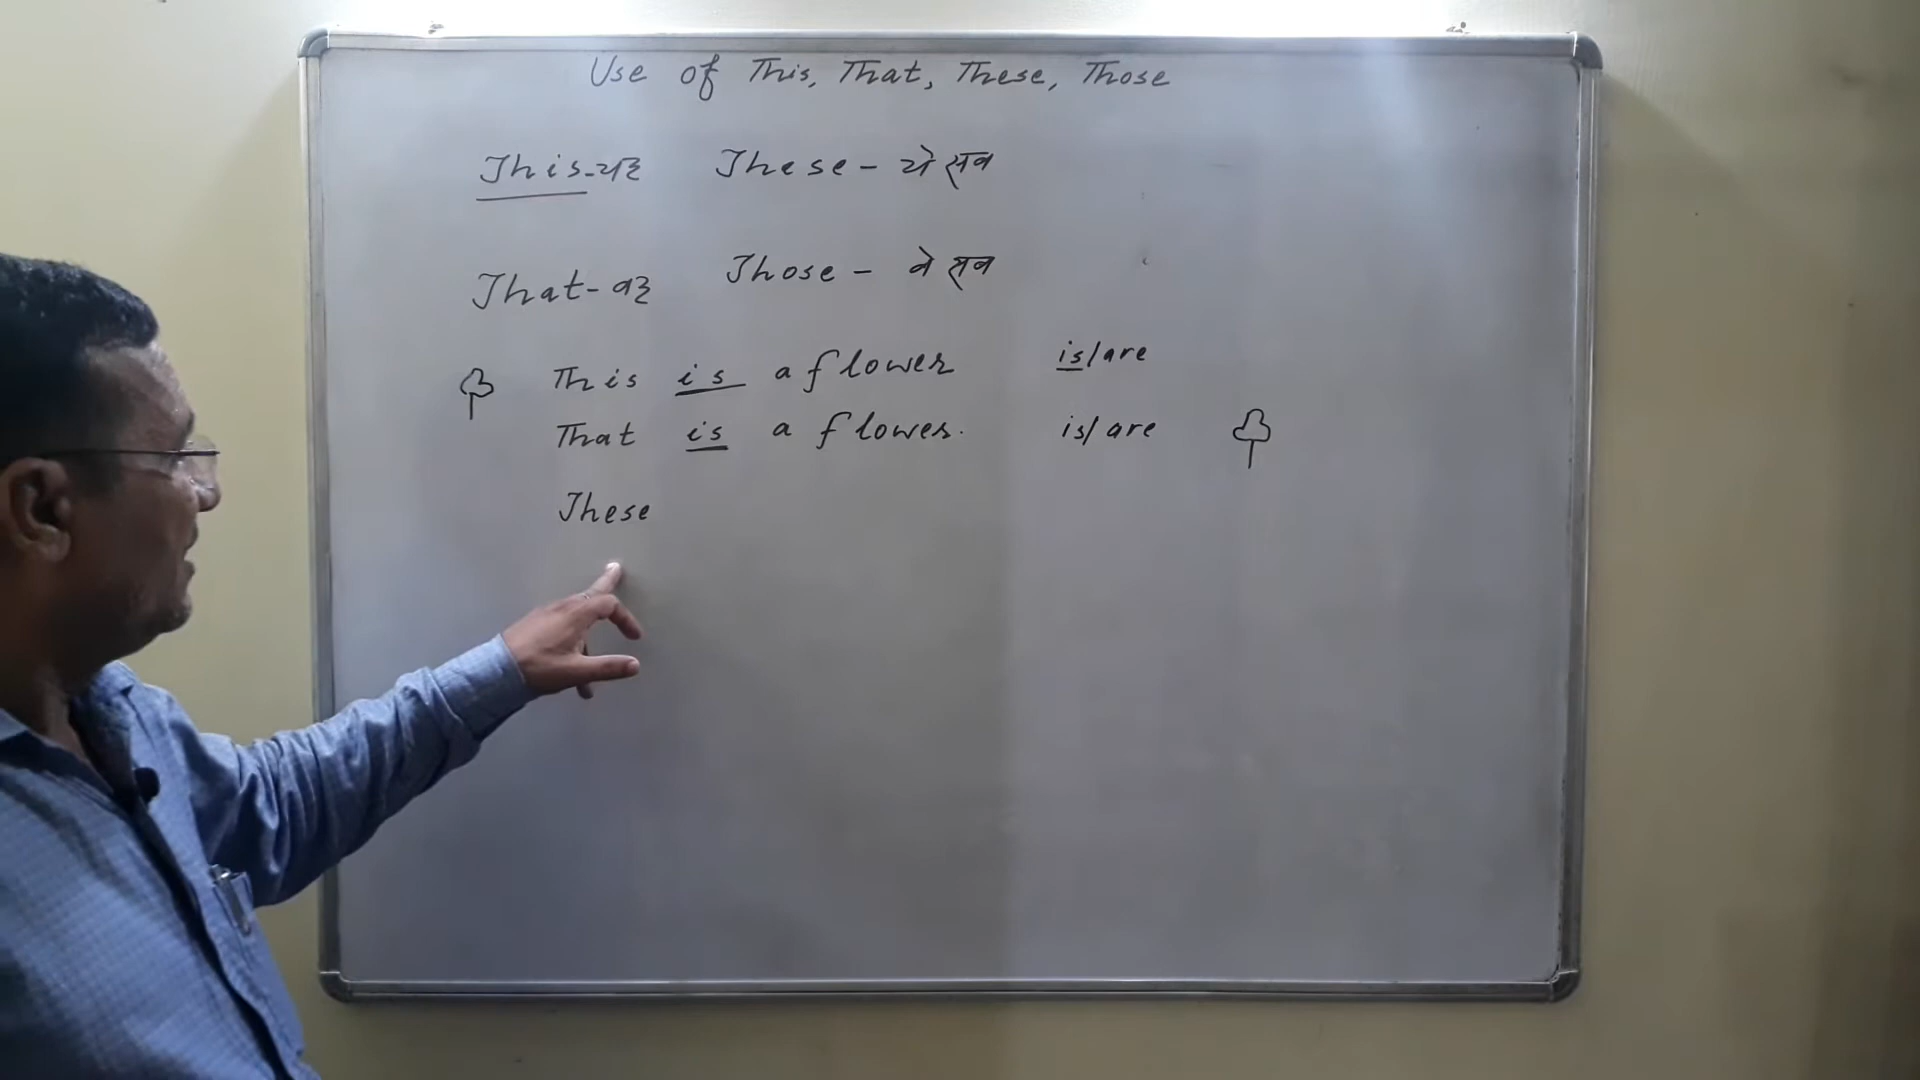 Use of This, That, These, Those
This-यह These - ये सब
That-वह Those - वे सब
This is a flower is/are
That is a flower. is/are
These